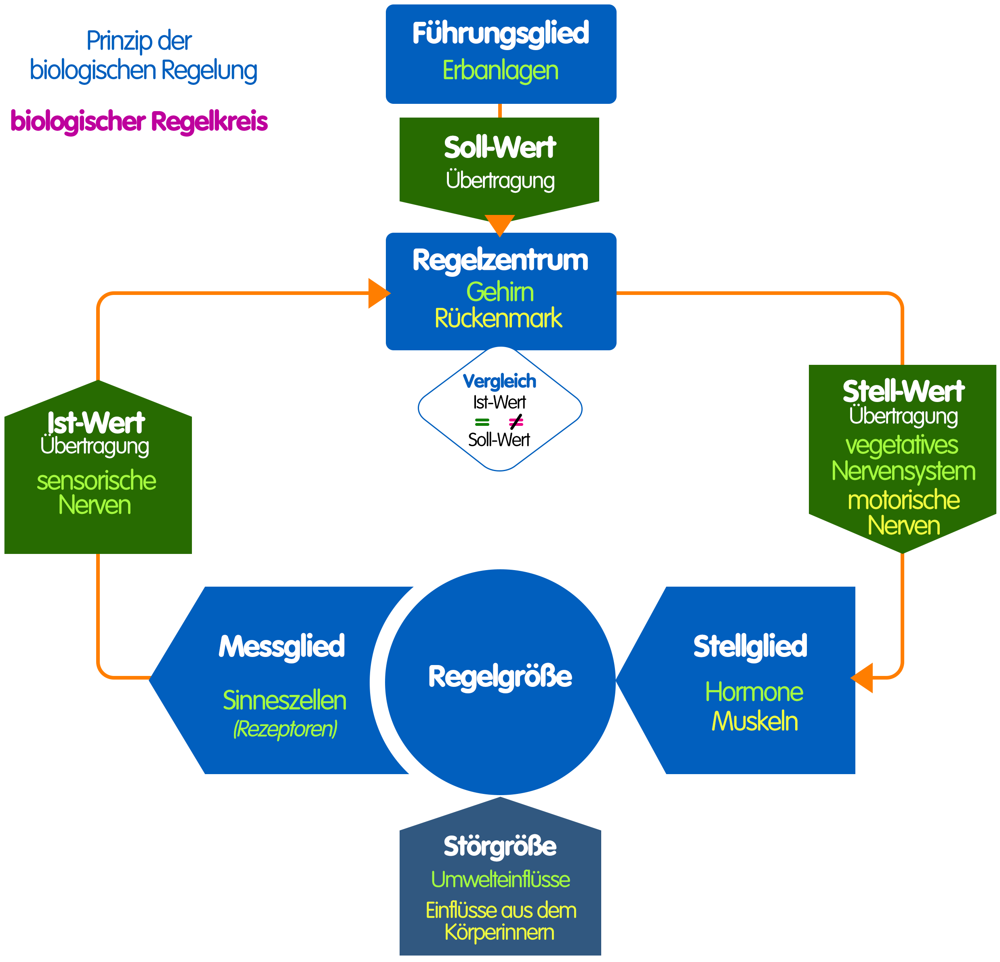 Prinzip der
biologischen Regelung
biologischer Regelkreis
Führungsglied
Erbanlagen
Soll-Wert
Übertragung
Regelzentrum
Gehirn
Rückenmark
Vergleich
Ist-Wert
= ≠
Soll-Wert
Ist-Wert
Übertragung
sensorische
Nerven
Stell-Wert
Übertragung
vegetatives
Nervensystem
motorische
Nerven
Messglied
Sinneszellen
(Rezeptoren)
Regelgröße
Stellglied
Hormone
Muskeln
Störgröße
Umwelteinflüsse
Einflüsse aus dem
Körperinnern